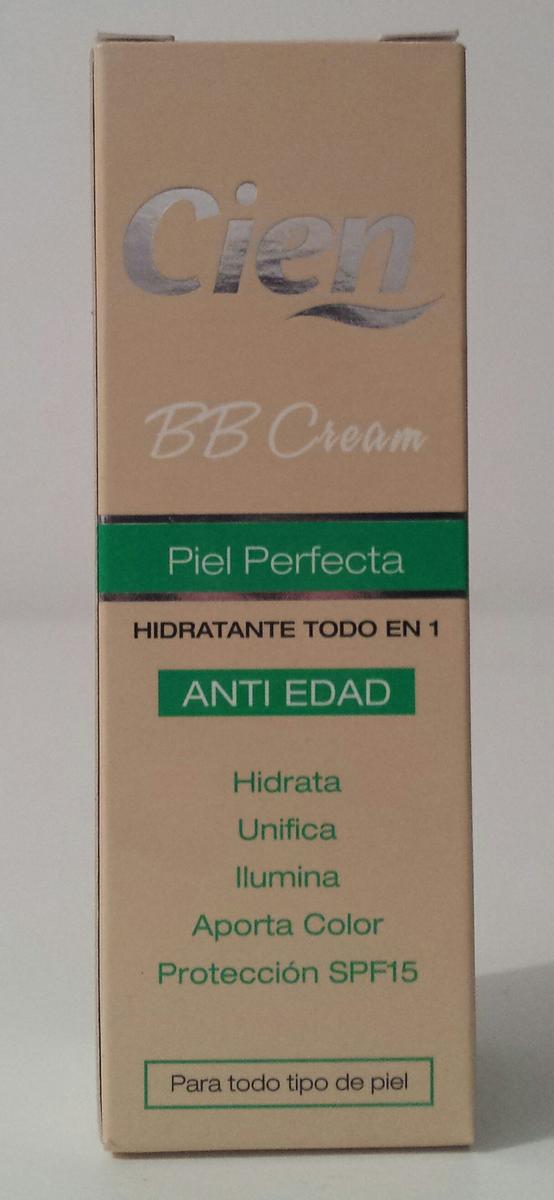 Cien
BB Cream
Piel Perfecta
HIDRATANTE TODO EN 1
ANTI EDAD
Hidrata
Unifica
Ilumina
Aporta Color
Protección SPF15
Para todo tipo de piel